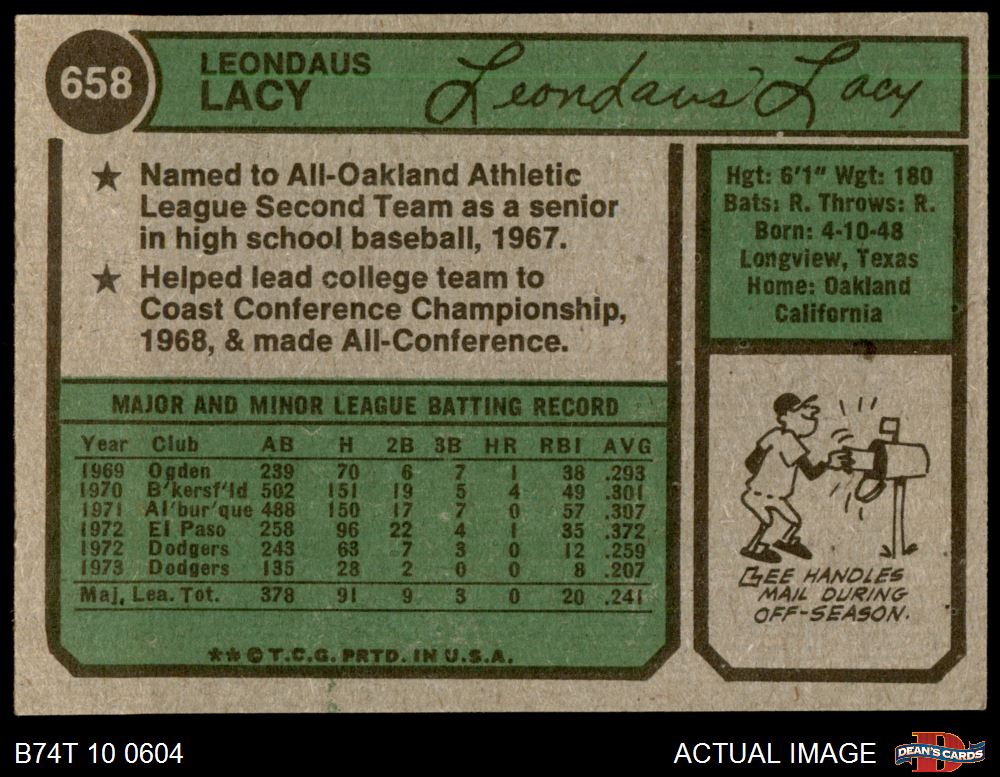 658
LEONDAUS
LACY
Leondaus Lacy
★ Named to All-Oakland Athletic
League Second Team as a senior
in high school baseball, 1967.
★ Helped lead college team to
Coast Conference Championship,
1968, & made All-Conference.
Hgt: 6'1" Wgt: 180
Bats: R. Throws: R.
Born: 4-10-48
Longview, Texas
Home: Oakland
California
MAJOR AND MINOR LEAGUE BATTING RECORD
Year Club AB H 2B 3B HR RBI AVG
1969 Ogden 239 70 6 7 1 38 .293
1970 B'kersf'ld 502 151 19 5 4 49 .301
1971 Al'bur'que 488 150 17 7 0 57 .307
1972 El Paso 258 96 22 4 1 35 .372
1972 Dodgers 243 63 7 3 0 12 .259
1973 Dodgers 135 28 2 0 0 8 .207
Maj. Lea. Tot. 378 91 9 3 0 20 .241
★★©T.C.G. PRTD. IN U.S.A.
LEE HANDLES
MAIL DURING
OFF-SEASON.
B74T 10 0604
ACTUAL IMAGE
DEAN'S CARDS